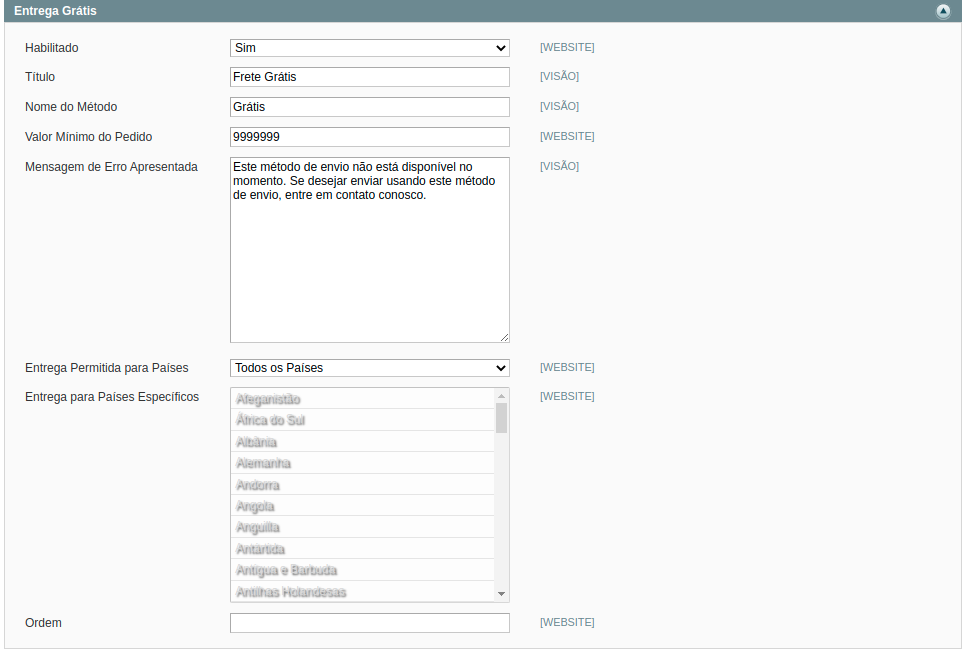 Entrega Grátis
Habilitado Sim [WEBSITE]
Título Frete Grátis [VISÃO]
Nome do Método Grátis [VISÃO]
Valor Mínimo do Pedido 9999999 [WEBSITE]
Mensagem de Erro Apresentada Este método de envio não está disponível no [VISÃO]
momento. Se desejar enviar usando este método
de envio, entre em contato conosco.
Entrega Permitida para Países Todos os Países [WEBSITE]
Entrega para Países Específicos [WEBSITE]
Afeganistão
África do Sul
Albânia
Alemanha
Andorra
Angola
Anguilla
Antártida
Antigua e Barbuda
Antilhas Holandesas
Ordem [WEBSITE]